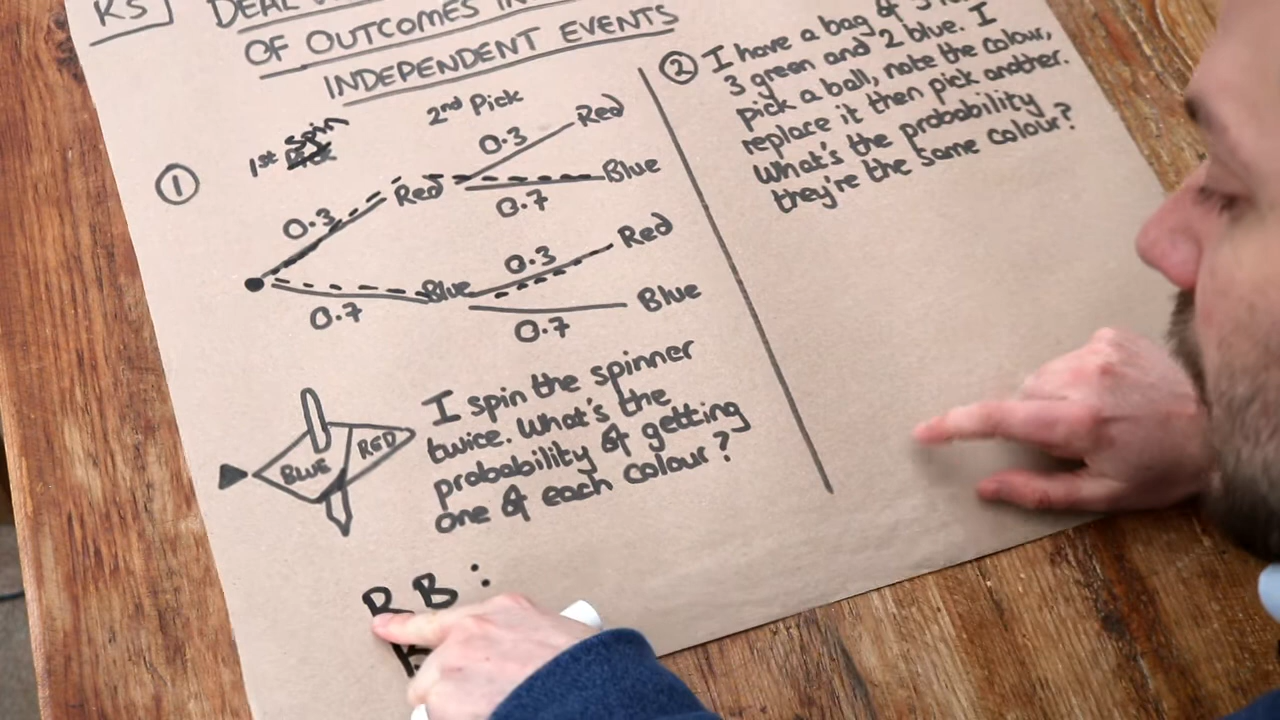 KS
OF OUTCOMES IN
INDEPENDENT EVENTS
1
1st Spin
2nd Pick
0.3
Red
0.3
Red
0.7
Blue
0.7
Blue
0.3
Red
0.7
Blue
BLUE
RED
I spin the spinner
twice. What's the
probability of getting
one of each colour?
RB:
2
I have a bag of
3 green and 2 blue. I
pick a ball, note the colour,
replace it then pick another.
What's the probability
they're the same colour?